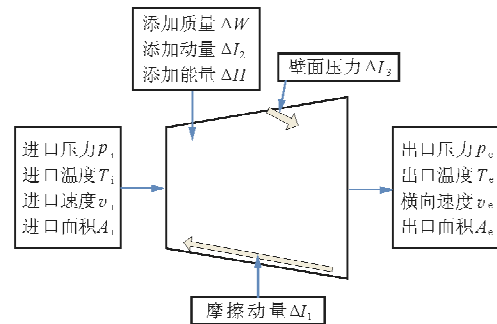 添加质量ΔW
添加动量ΔI₂
添加能量ΔH
壁面压力ΔI₃
进口压力pᵢ
进口温度Tᵢ
进口速度vᵢ
进口面积Aᵢ
出口压力pₑ
出口温度Tₑ
横向速度vₑ
出口面积Aₑ
摩擦动量ΔI₁